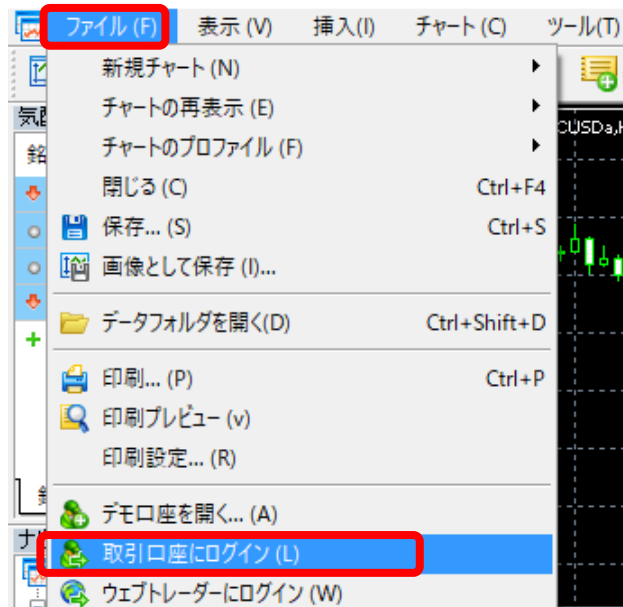 ファイル (F) 表示 (V) 挿入(I) チャート (C) ツール(T)
新規チャート (N)
チャートの再表示 (E)
チャートのプロファイル (F)
閉じる (C) Ctrl+F4
保存... (S) Ctrl+S
画像として保存 (I)...
データフォルダを開く(D) Ctrl+Shift+D
印刷... (P) Ctrl+P
印刷プレビュー (v)
印刷設定... (R)
デモ口座を開く... (A)
取引口座にログイン (L)
ウェブトレーダーにログイン (W)